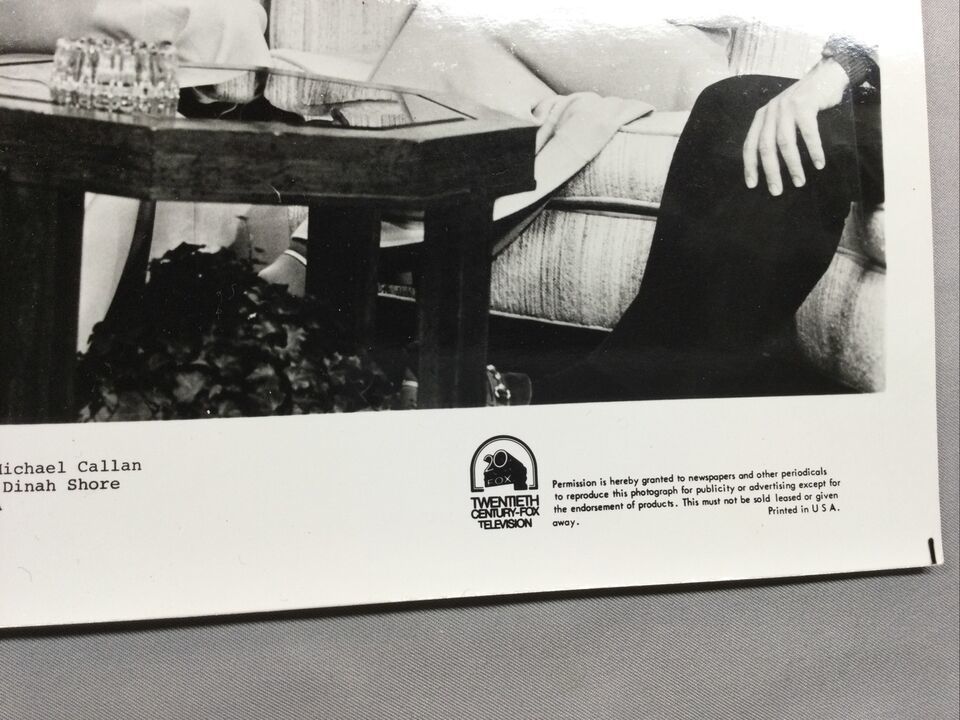 Michael Callan
Dinah Shore
20
FOX
TWENTIETH
CENTURY-FOX
TELEVISION
Permission is hereby granted to newspapers and other periodicals
to reproduce this photograph for publicity or advertising except for
the endorsement of products. This must not be sold leased or given
away.
Printed in U S A.